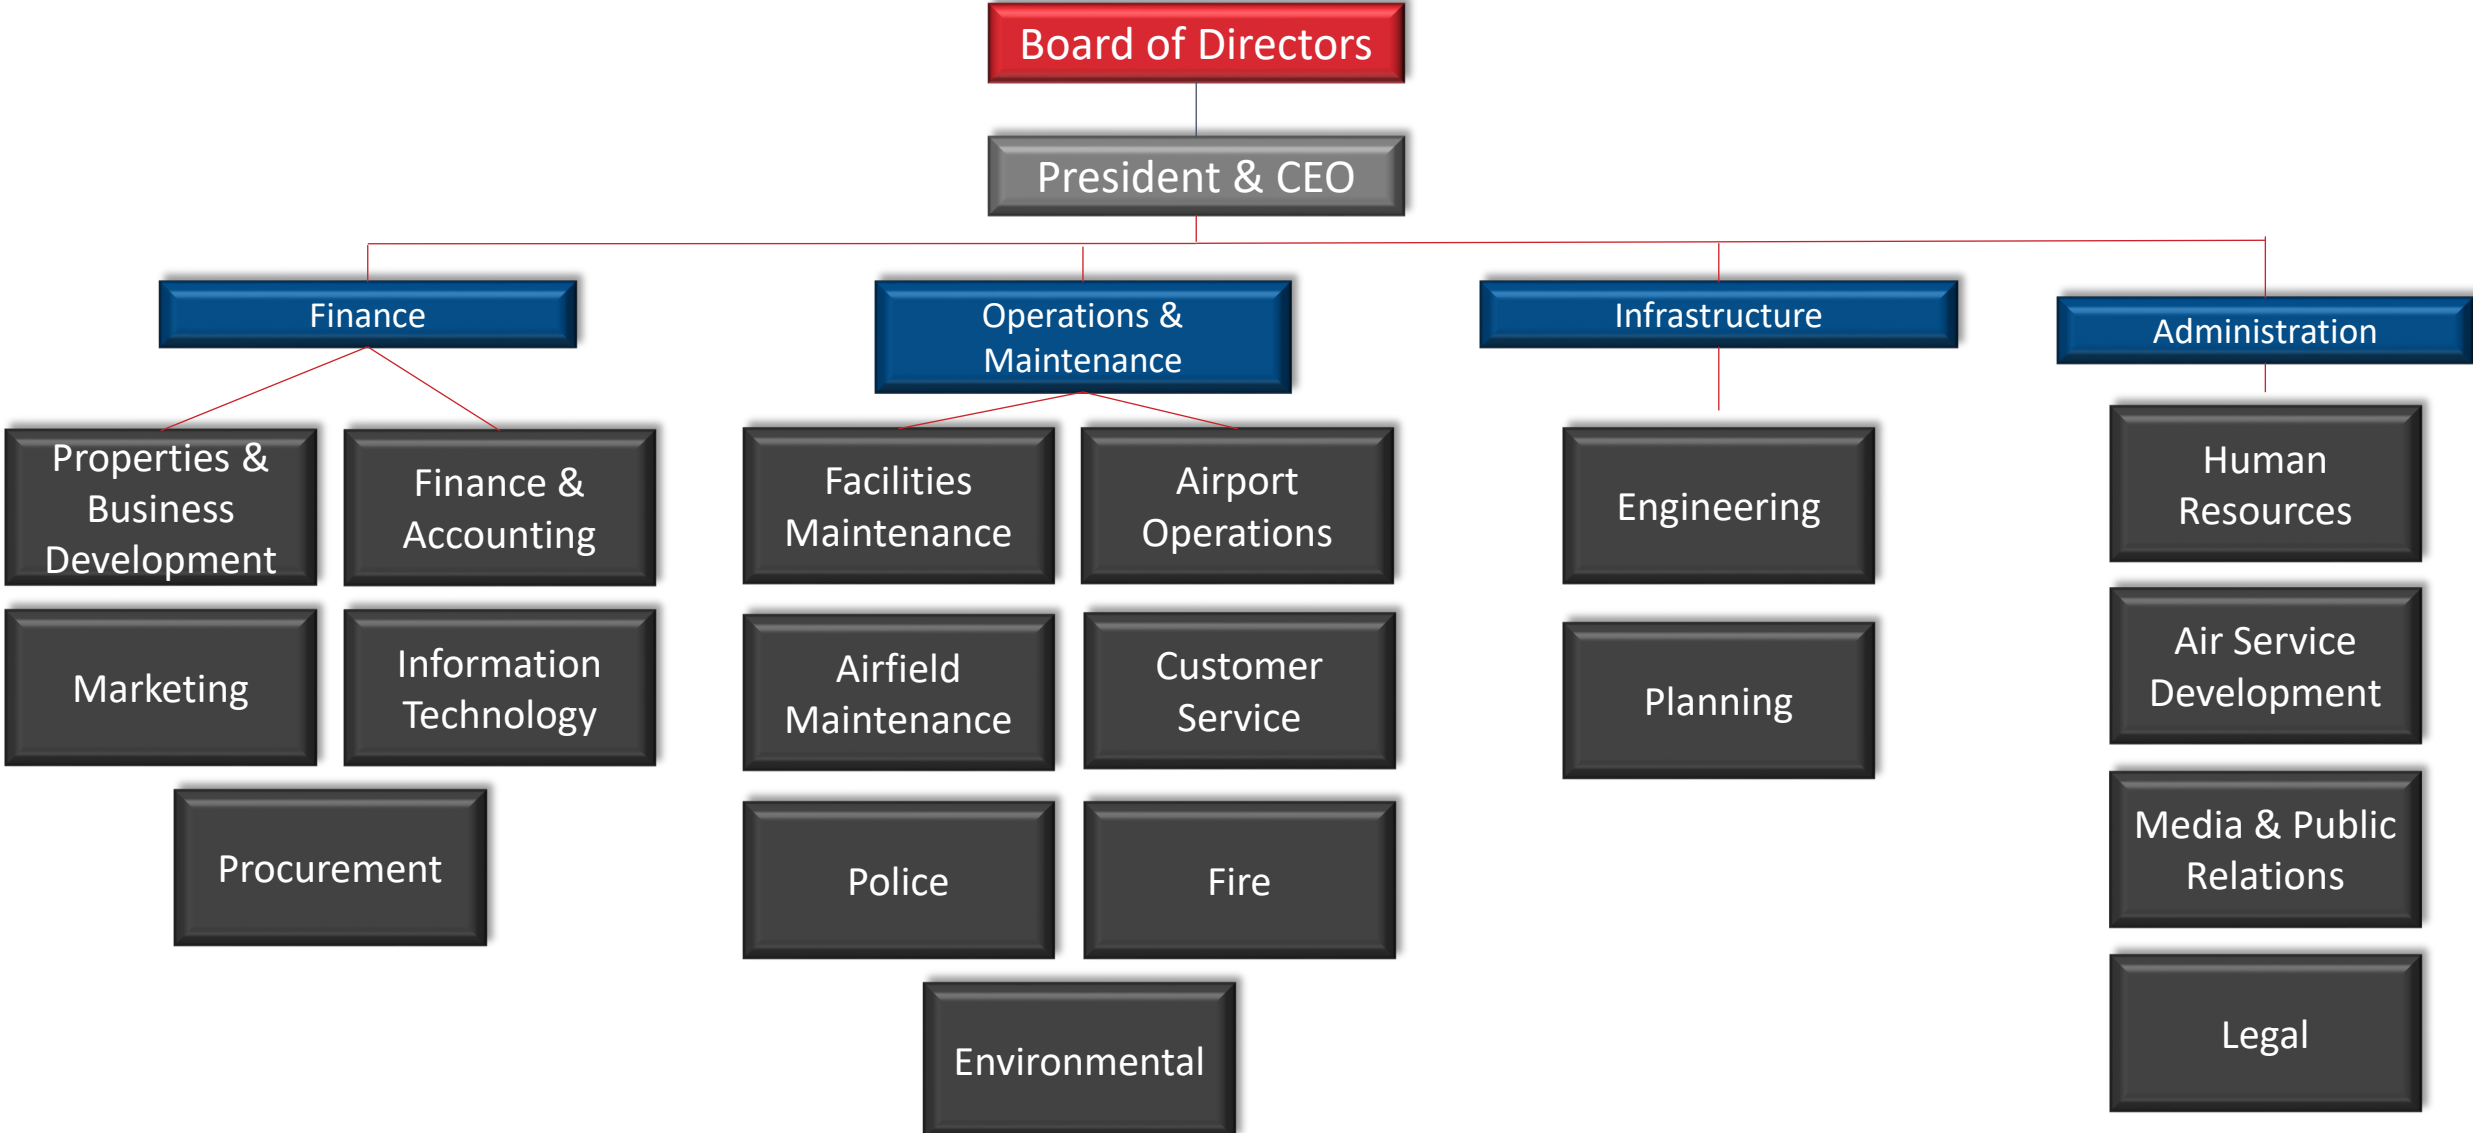 Board of Directors
President & CEO
Finance
Operations &
Maintenance
Infrastructure
Administration
Properties &
Business
Development
Finance &
Accounting
Marketing
Information
Technology
Procurement
Facilities
Maintenance
Airport
Operations
Airfield
Maintenance
Customer
Service
Police
Fire
Environmental
Engineering
Planning
Human
Resources
Air Service
Development
Media & Public
Relations
Legal